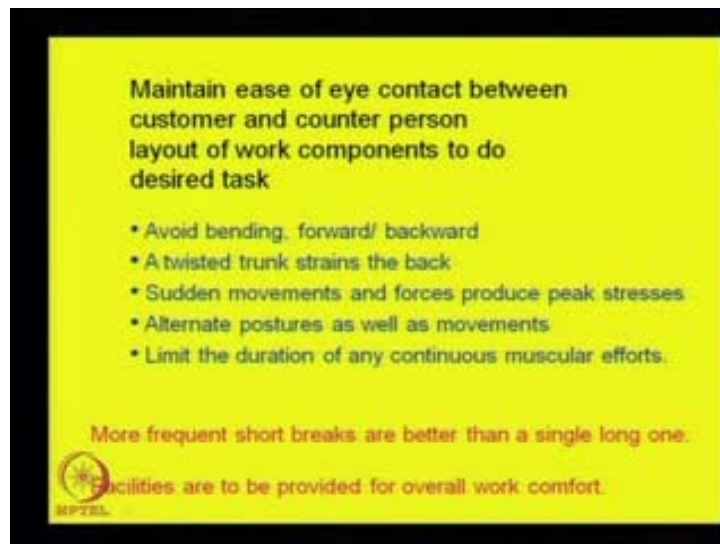 Maintain ease of eye contact between
customer and counter person
layout of work components to do
desired task
• Avoid bending, forward/ backward
• A twisted trunk strains the back
• Sudden movements and forces produce peak stresses
• Alternate postures as well as movements
• Limit the duration of any continuous muscular efforts.
More frequent short breaks are better than a single long one.
Facilities are to be provided for overall work comfort.
NPTEL